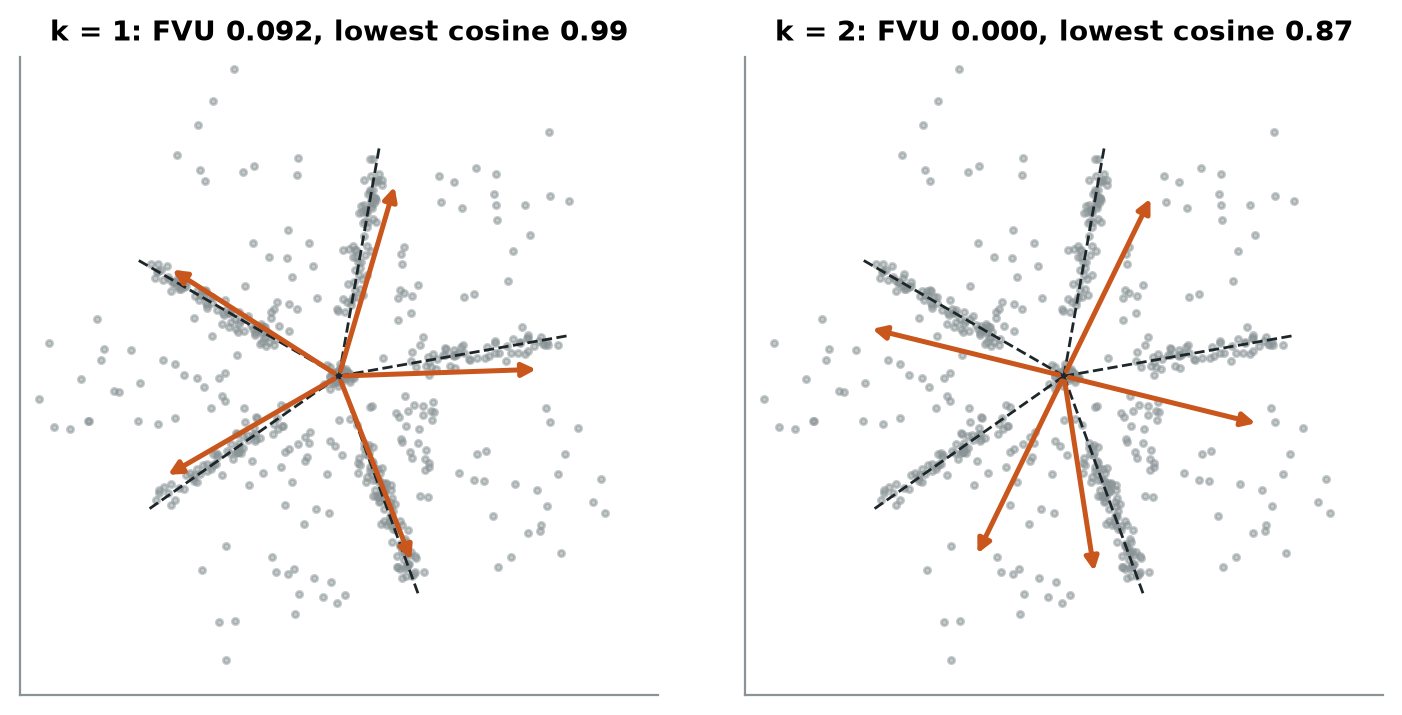 k = 1: FVU 0.092, lowest cosine 0.99
k = 2: FVU 0.000, lowest cosine 0.87